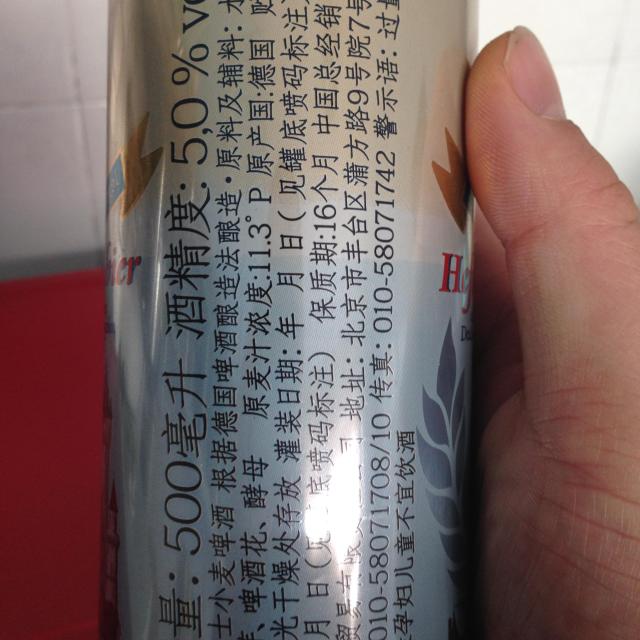 量: 500毫升 酒精度: 5,0 % vo
士小麦啤酒 根据德国啤酒酿造法酿造・原料及辅料: 水
、啤酒花、酵母 原麦汁浓度:11.3° P 原产国:德国
光干燥处存放 灌装日期: 年 月 日( 见罐底喷码标注
月 日 底喷码标注) 保质期:16个月 中国总经销
地址: 北京市丰台区蒲方路9号院7号
010-58071708/10 传真: 010-58071742 警示语: 过量
孕妇儿童不宜饮酒
bier
He